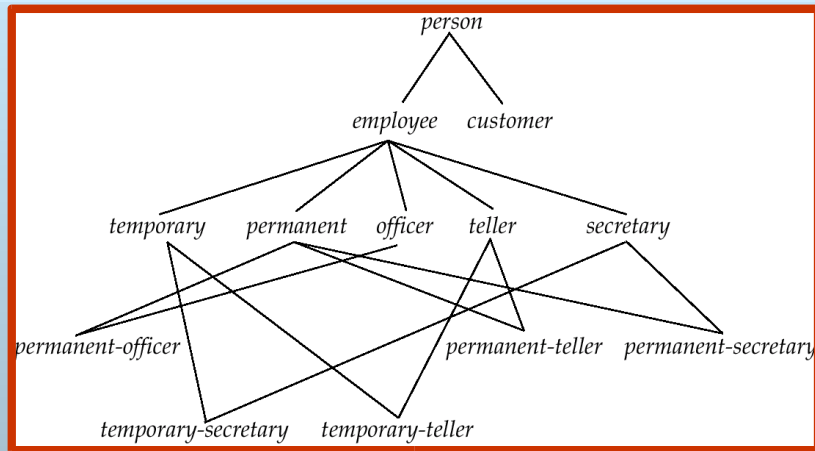 person
employee customer
temporary permanent officer teller secretary
permanent-officer permanent-teller permanent-secretary
temporary-secretary temporary-teller